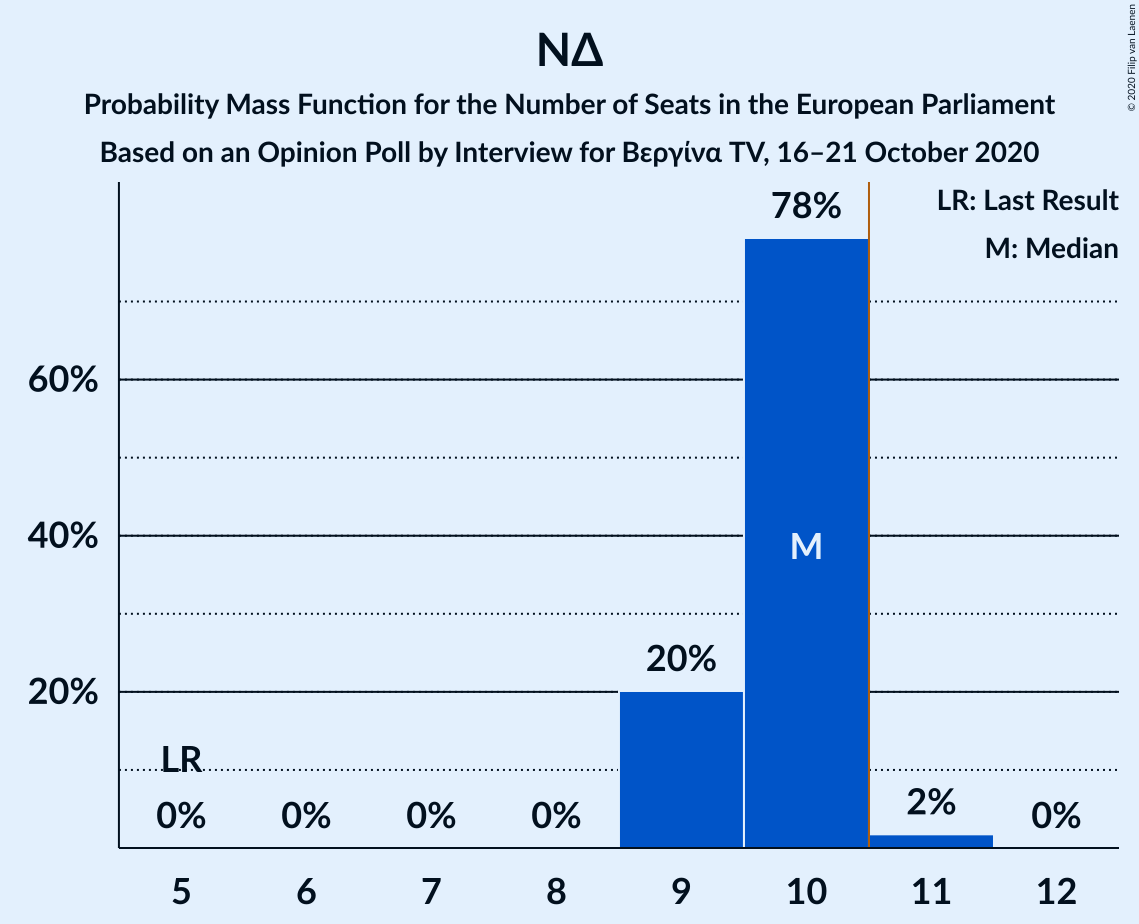 © 2020 Filip van Laenen
ΝΔ
Probability Mass Function for the Number of Seats in the European Parliament
Based on an Opinion Poll by Interview for Βεργίνα TV, 16–21 October 2020
LR: Last Result
M: Median
78%
60%
40%
M
20%
20%
LR
0%
0%
0%
0%
2%
0%
5
6
7
8
9
10
11
12